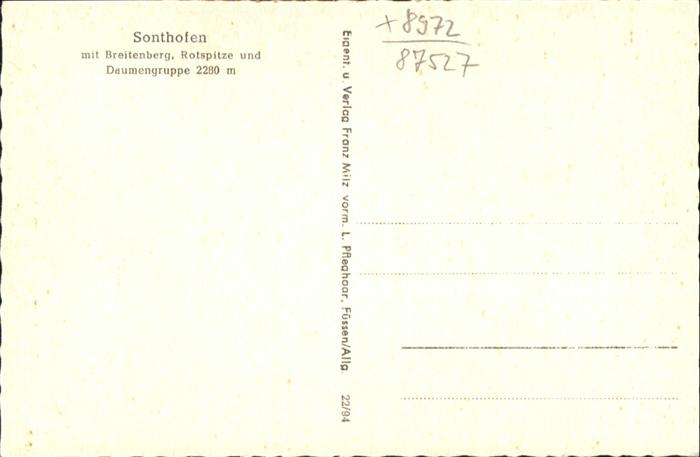 Sonthofen
mit Breitenberg, Rotspitze und
Daumengruppe 2280 m
Eigent. u. Verlag Franz Milz vorm. L. Pfleghaar, Füssen/Allg. 22/94
+8972
87527